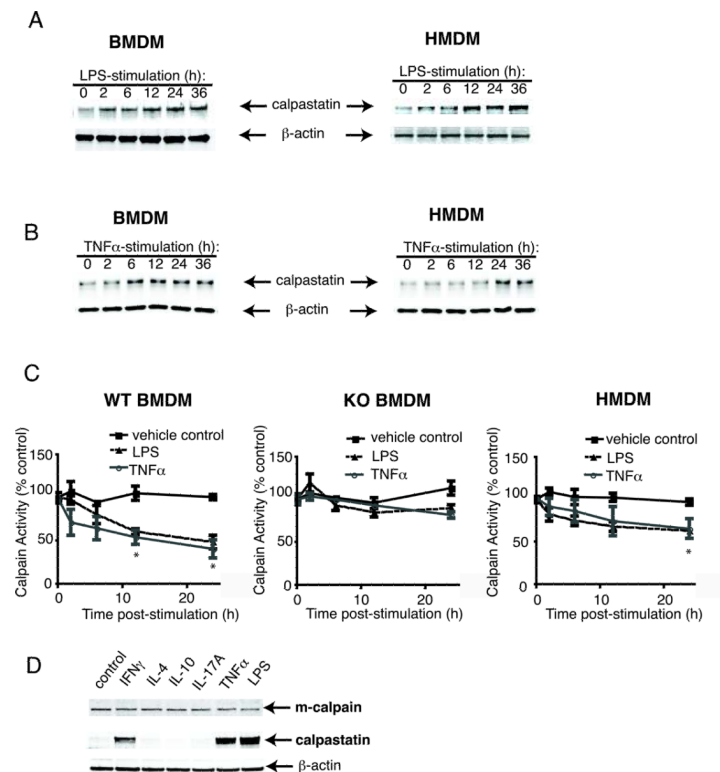 A
BMDM
HMDM
LPS-stimulation (h):
LPS-stimulation (h):
0 2 6 12 24 36
0 2 6 12 24 36
calpastatin
β-actin
B
BMDM
HMDM
TNFα-stimulation (h):
TNFα-stimulation (h):
0 2 6 12 24 36
0 2 6 12 24 36
calpastatin
β-actin
C
WT BMDM
KO BMDM
HMDM
vehicle control
LPS
TNFα
vehicle control
LPS
TNFα
vehicle control
LPS
TNFα
Calpain Activity (% control)
150
100
50
0
0 10 20
* *
Time post-stimulation (h)
Calpain Activity (% control)
150
100
50
0
0 10 20
Time post-stimulation (h)
Calpain Activity (% control)
150
100
50
0
0 10 20
*
Time post-stimulation (h)
D
control IFNγ IL-4 IL-10 IL-17A TNFα LPS
m-calpain
calpastatin
β-actin